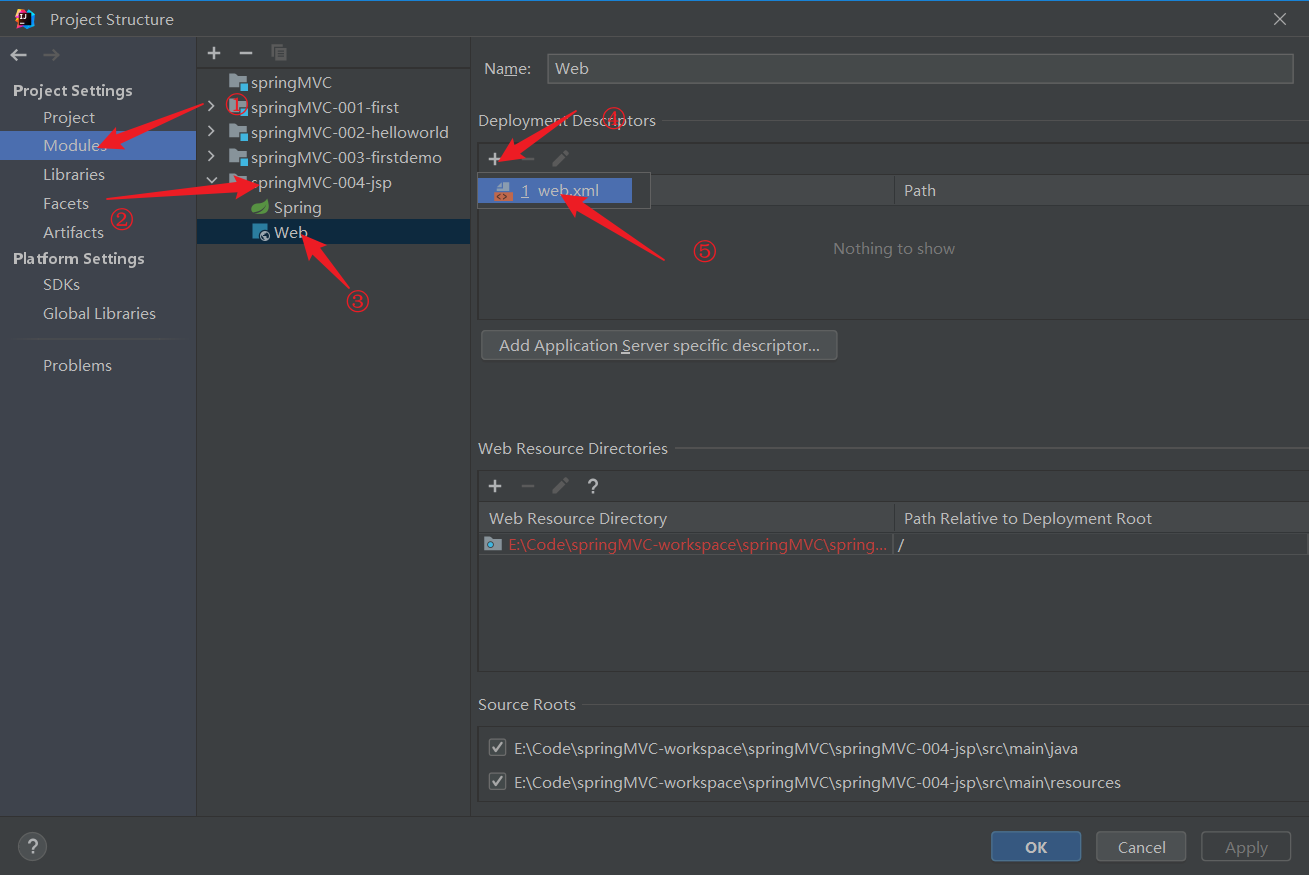 Project Structure
Project Settings
Project
Modules
Libraries
Facets
Artifacts
Platform Settings
SDKs
Global Libraries
Problems
springMVC
① springMVC-001-first
springMVC-002-helloworld
springMVC-003-firstdemo
springMVC-004-jsp
②
Spring
Web
③
Name: Web
Deployment Descriptors
④
1 web.xml
Path
⑤
Nothing to show
Add Application Server specific descriptor...
Web Resource Directories
?
Web Resource Directory Path Relative to Deployment Root
E:\Code\springMVC-workspace\springMVC\spring... /
Source Roots
E:\Code\springMVC-workspace\springMVC\springMVC-004-jsp\src\main\java
E:\Code\springMVC-workspace\springMVC\springMVC-004-jsp\src\main\resources
?
OK Cancel Apply